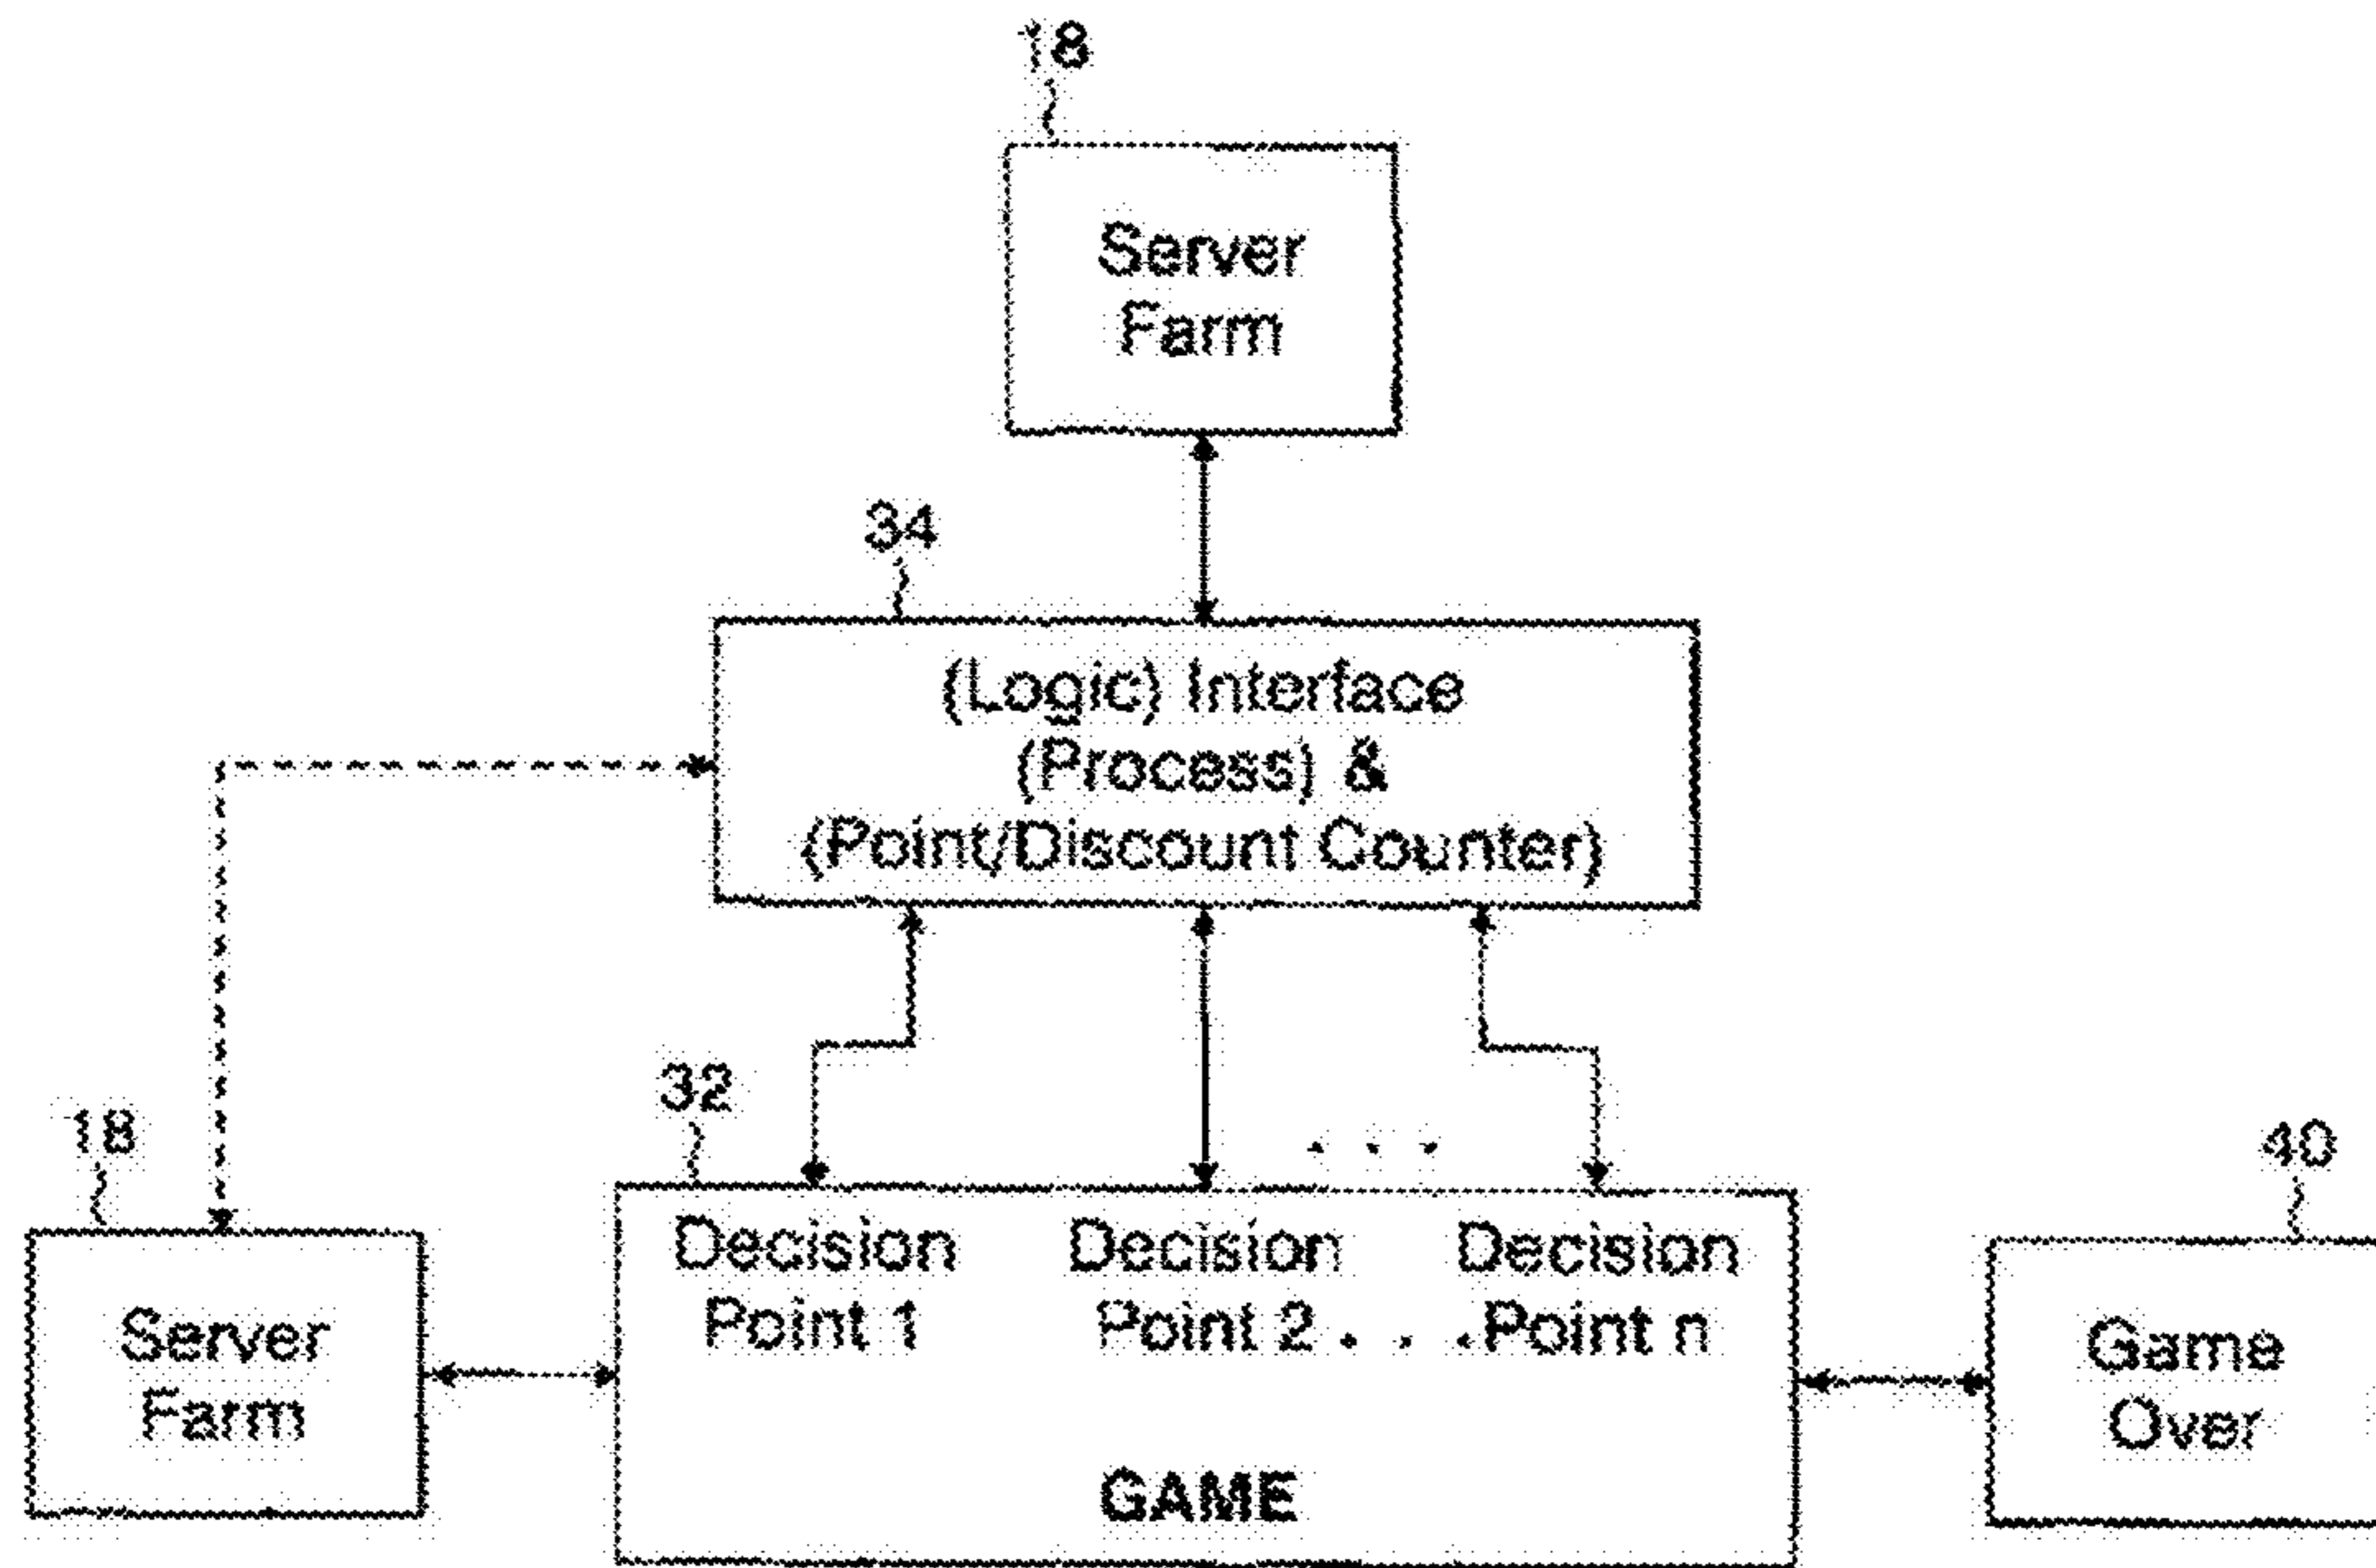 18
Server
Farm
34
(Logic) Interface
(Process) &
(Point/Discount Counter)
32
. . .
18
40
Decision Decision Decision
Point 1 Point 2 . . . Point n
Server
Farm
Game
Over
GAME